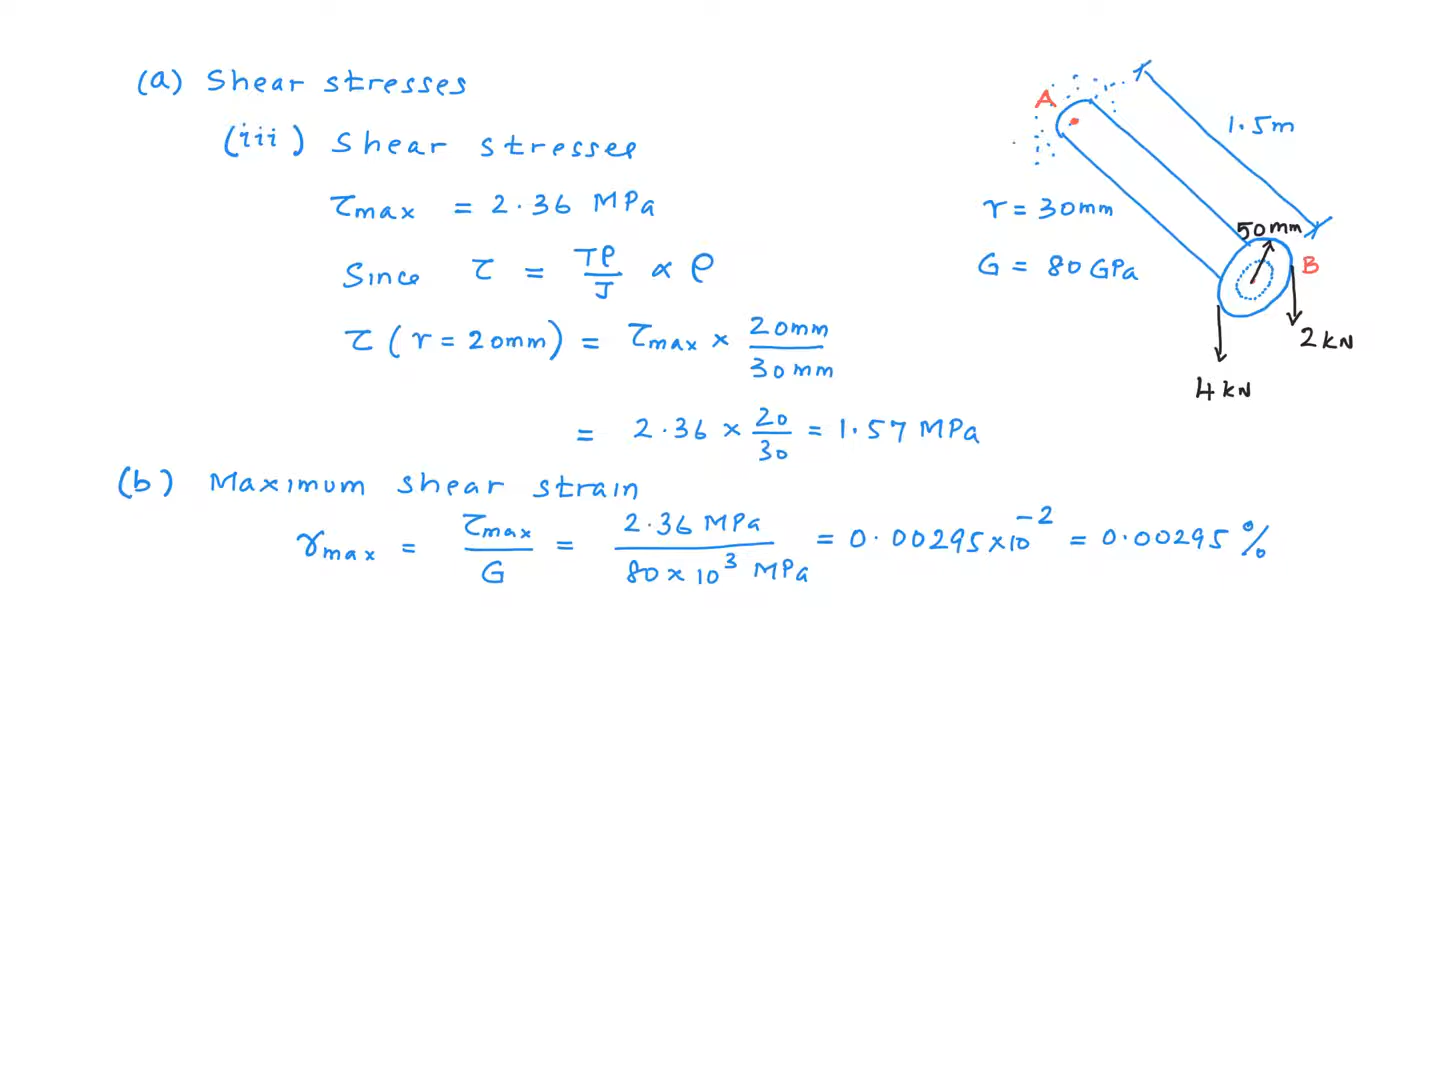 (a) Shear stresses
(iii) Shear stresses
τmax = 2.36 MPa
Since τ = Tρ/J ∝ ρ
τ (r = 20mm) = τmax × 20mm/30mm
= 2.36 × 20/30 = 1.57 MPa
(b) Maximum shear strain
γmax = τmax/G = 2.36 MPa/80×10³ MPa = 0.00295×10⁻² = 0.00295 %
A
1.5m
r = 30mm
50mm
G = 80 GPa
B
2 kN
4 kN